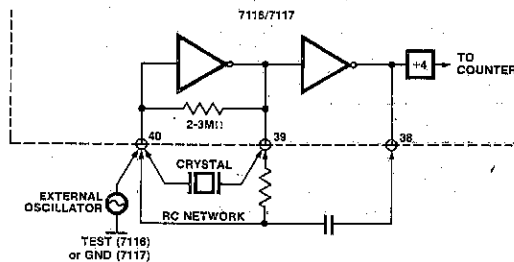 7116/7117
÷4
TO
COUNTER
2-3MΩ
40
39
38
CRYSTAL
EXTERNAL
OSCILLATOR
RC NETWORK
TEST (7116)
or GND (7117)